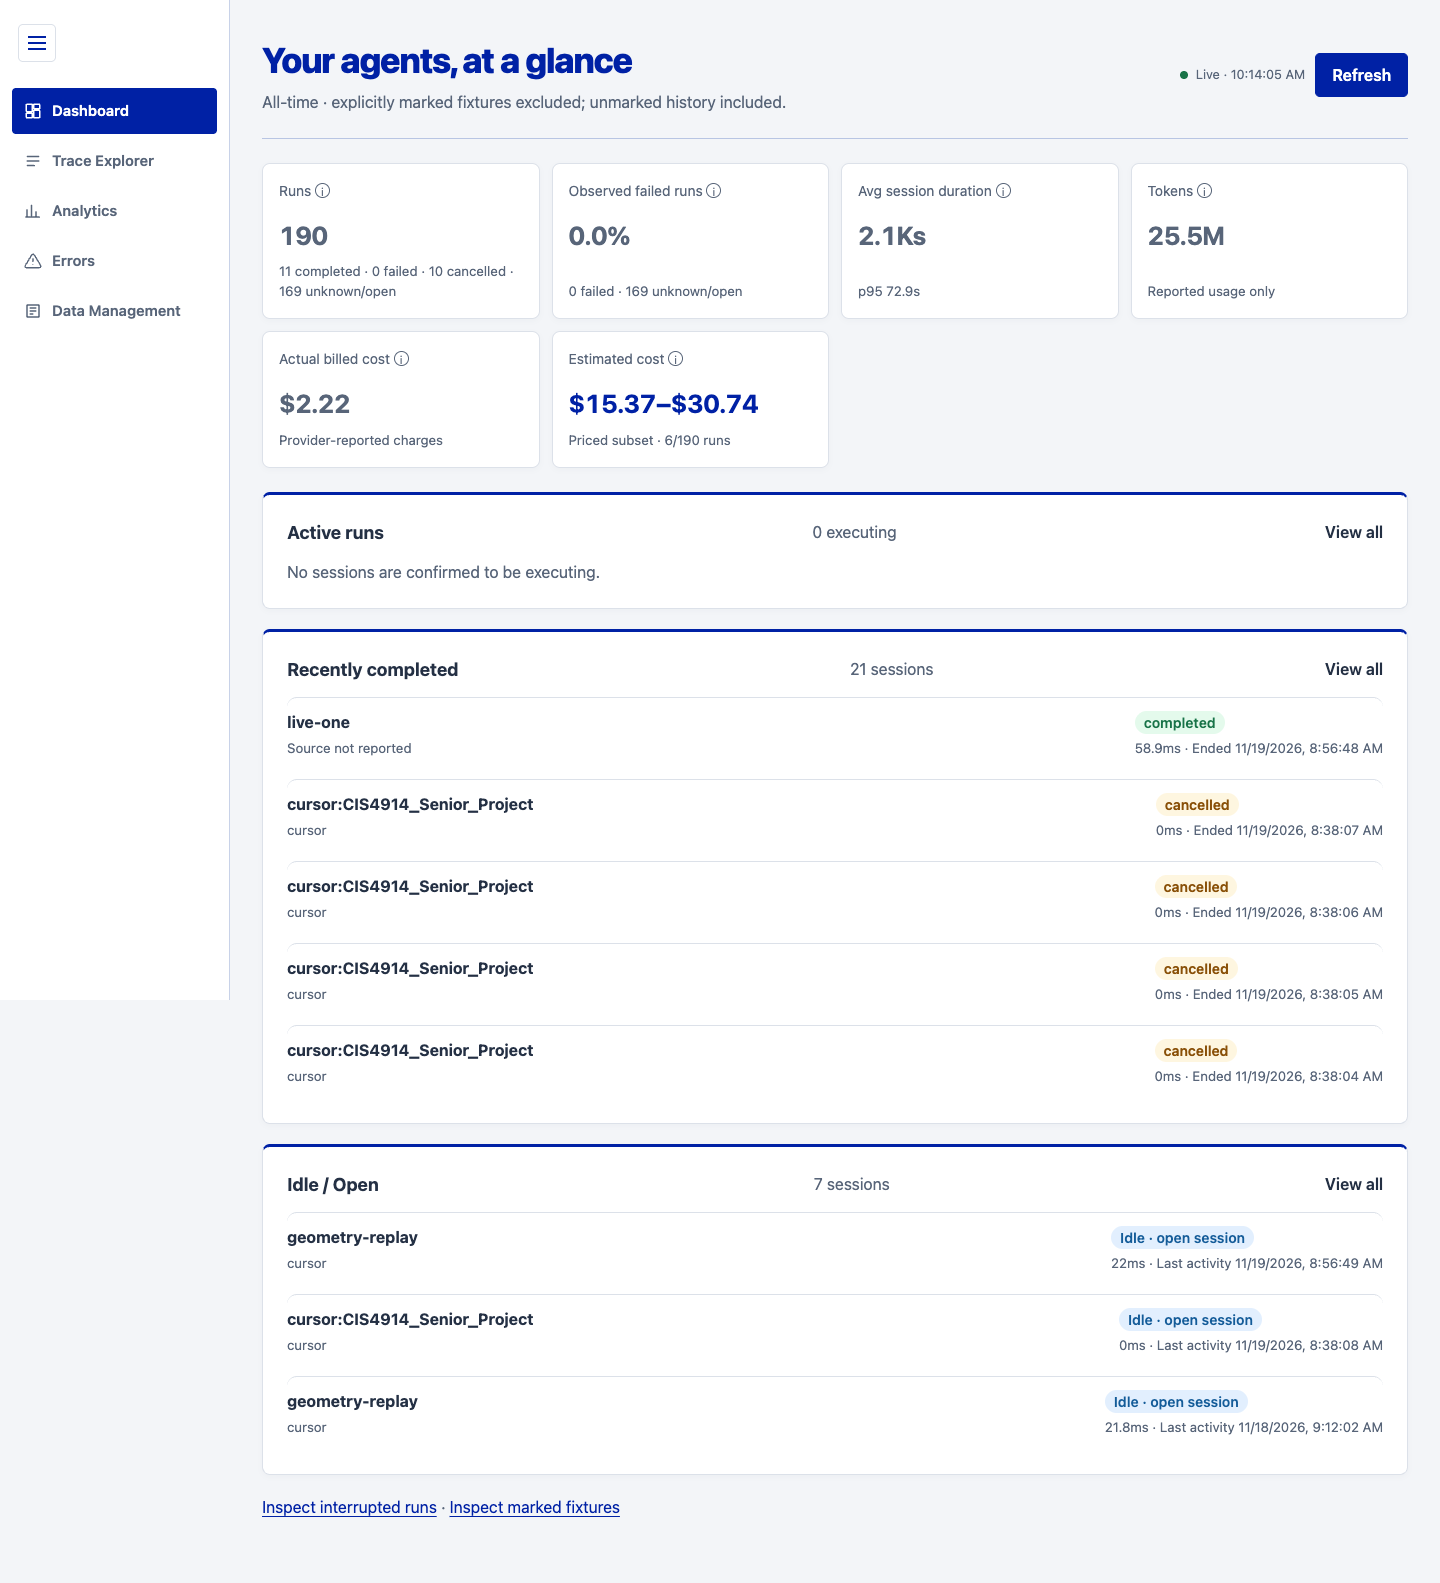 Your agents, at a glance
All-time · explicitly marked fixtures excluded; unmarked history included.
Live · 10:14:05 AM
Refresh
Dashboard
Trace Explorer
Analytics
Errors
Data Management
Runs
190
11 completed · 0 failed · 10 cancelled ·
169 unknown/open
Observed failed runs
0.0%
0 failed · 169 unknown/open
Avg session duration
2.1Ks
p95 72.9s
Tokens
25.5M
Reported usage only
Actual billed cost
$2.22
Provider-reported charges
Estimated cost
$15.37–$30.74
Priced subset · 6/190 runs
Active runs
0 executing
View all
No sessions are confirmed to be executing.
Recently completed
21 sessions
View all
live-one
completed
Source not reported
58.9ms · Ended 11/19/2026, 8:56:48 AM
cursor:CIS4914_Senior_Project
cancelled
cursor
0ms · Ended 11/19/2026, 8:38:07 AM
cursor:CIS4914_Senior_Project
cancelled
cursor
0ms · Ended 11/19/2026, 8:38:06 AM
cursor:CIS4914_Senior_Project
cancelled
cursor
0ms · Ended 11/19/2026, 8:38:05 AM
cursor:CIS4914_Senior_Project
cancelled
cursor
0ms · Ended 11/19/2026, 8:38:04 AM
Idle / Open
7 sessions
View all
geometry-replay
Idle · open session
cursor
22ms · Last activity 11/19/2026, 8:56:49 AM
cursor:CIS4914_Senior_Project
Idle · open session
cursor
0ms · Last activity 11/19/2026, 8:38:08 AM
geometry-replay
Idle · open session
cursor
21.8ms · Last activity 11/18/2026, 9:12:02 AM
Inspect interrupted runs · Inspect marked fixtures